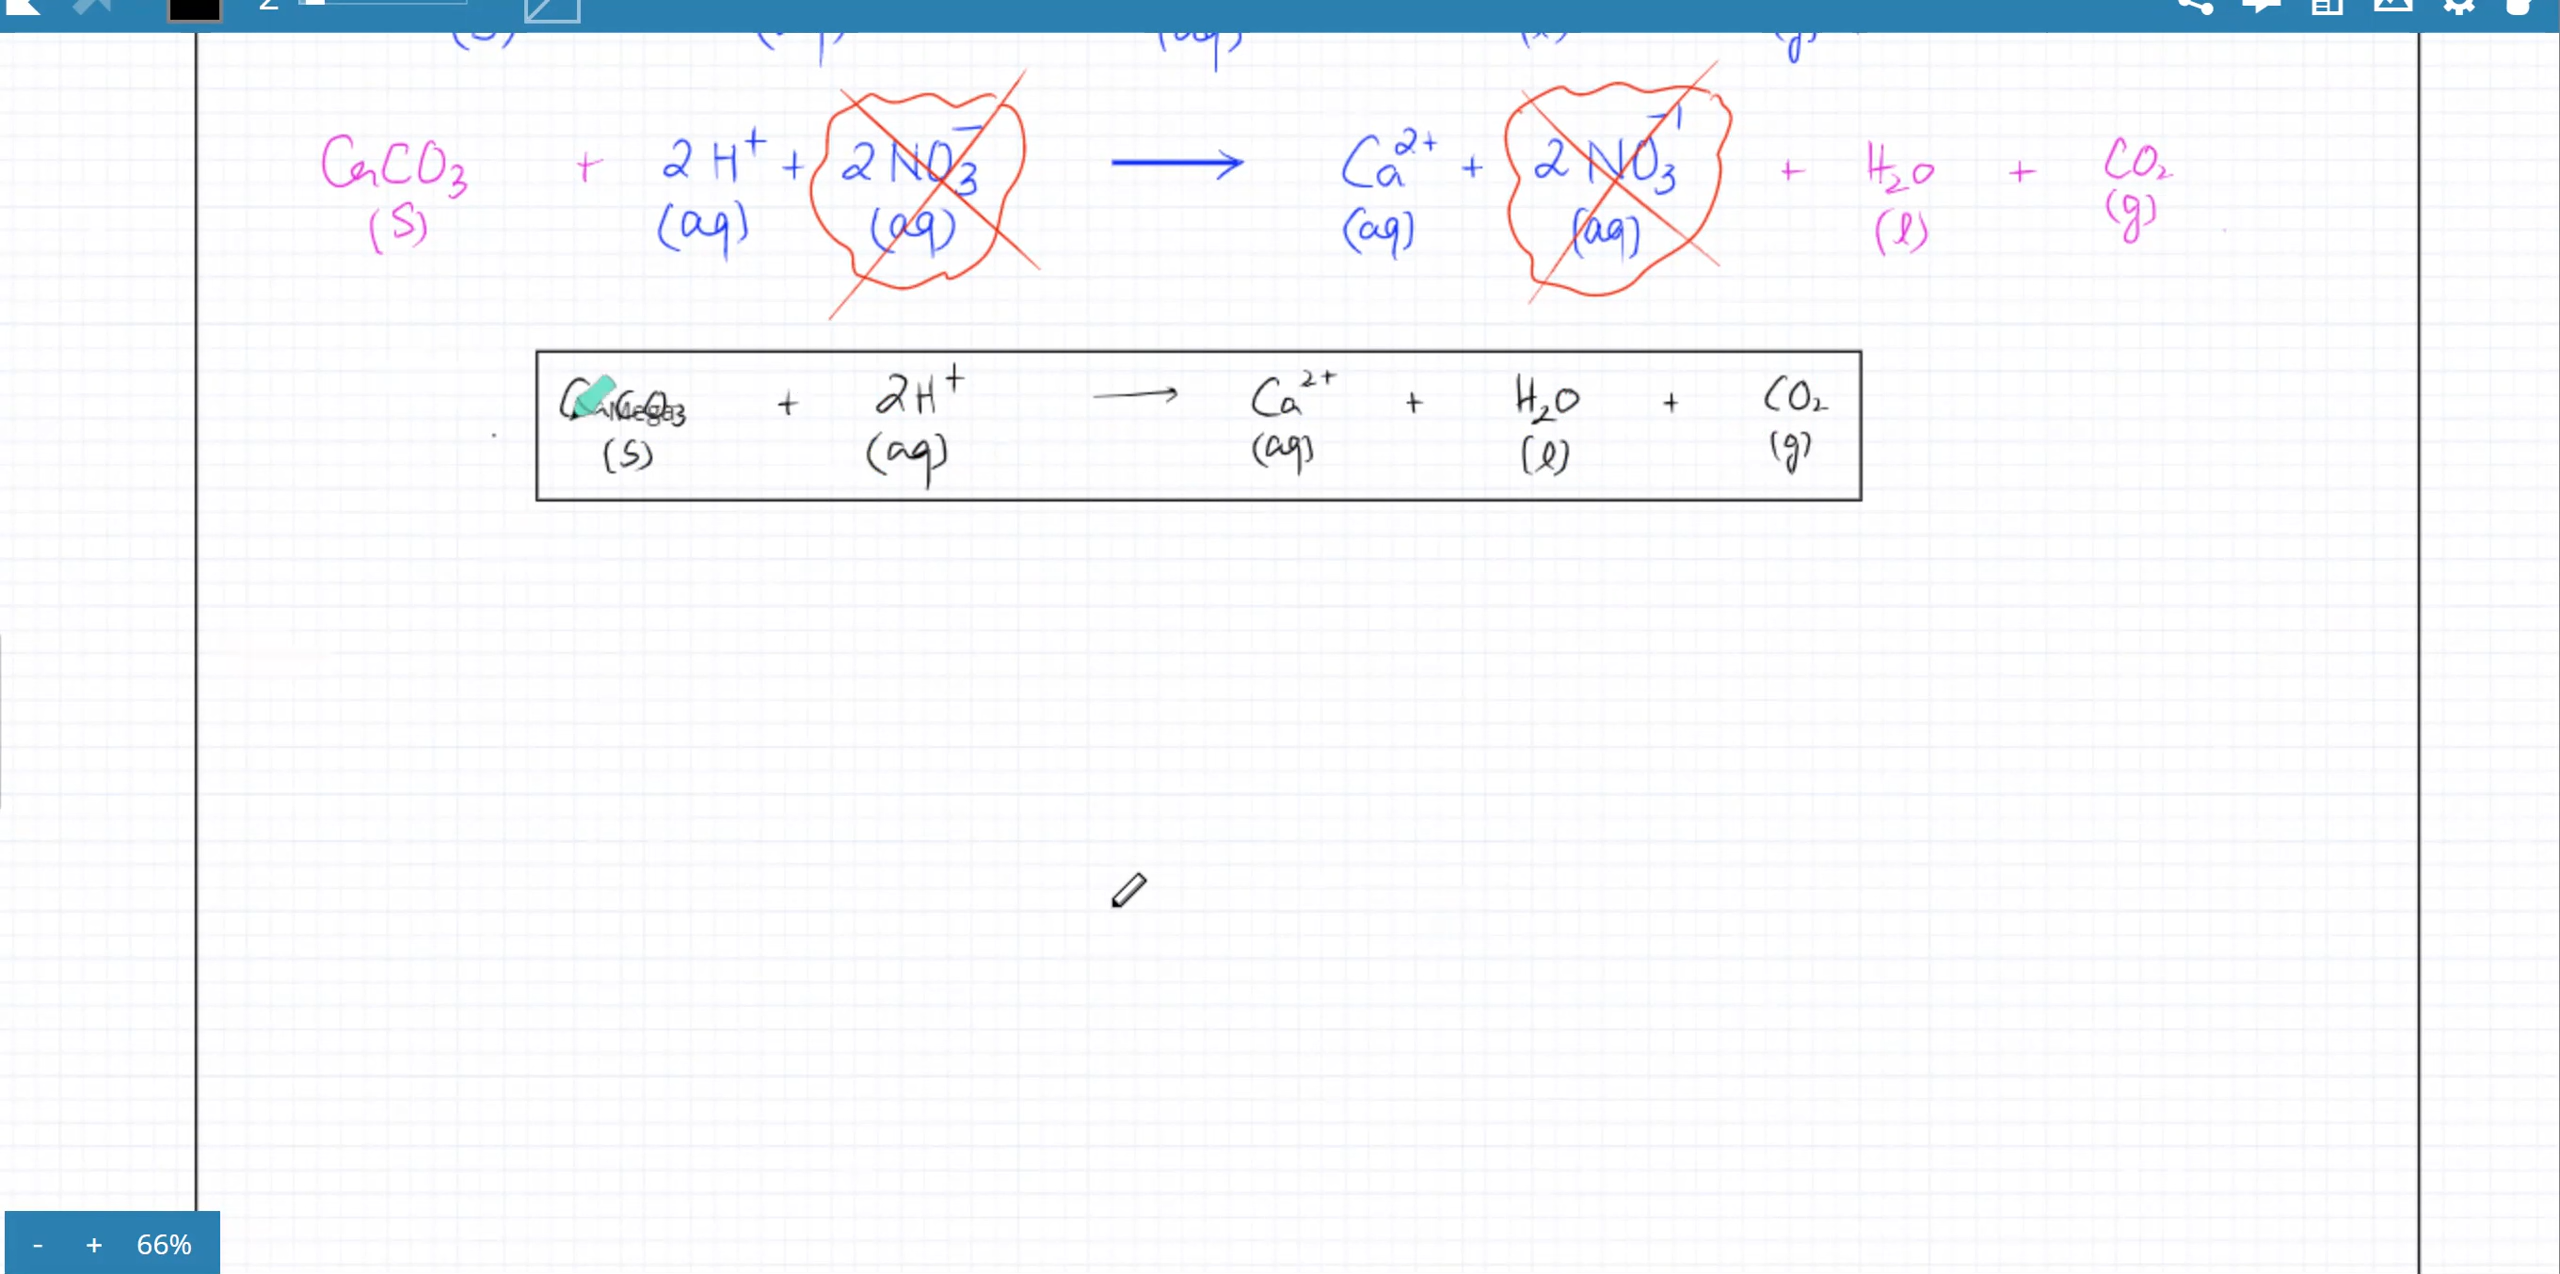 CaCO₃ + 2H⁺ + 2NO₃⁻ ⟶ Ca²⁺ + 2NO₃⁻¹ + H₂O + CO₂
(s) (aq) (aq) (aq) (aq) (l) (g)
CaCO₃ + 2H⁺ ⟶ Ca²⁺ + H₂O + CO₂
(s) (aq) (aq) (l) (g)
- + 66%